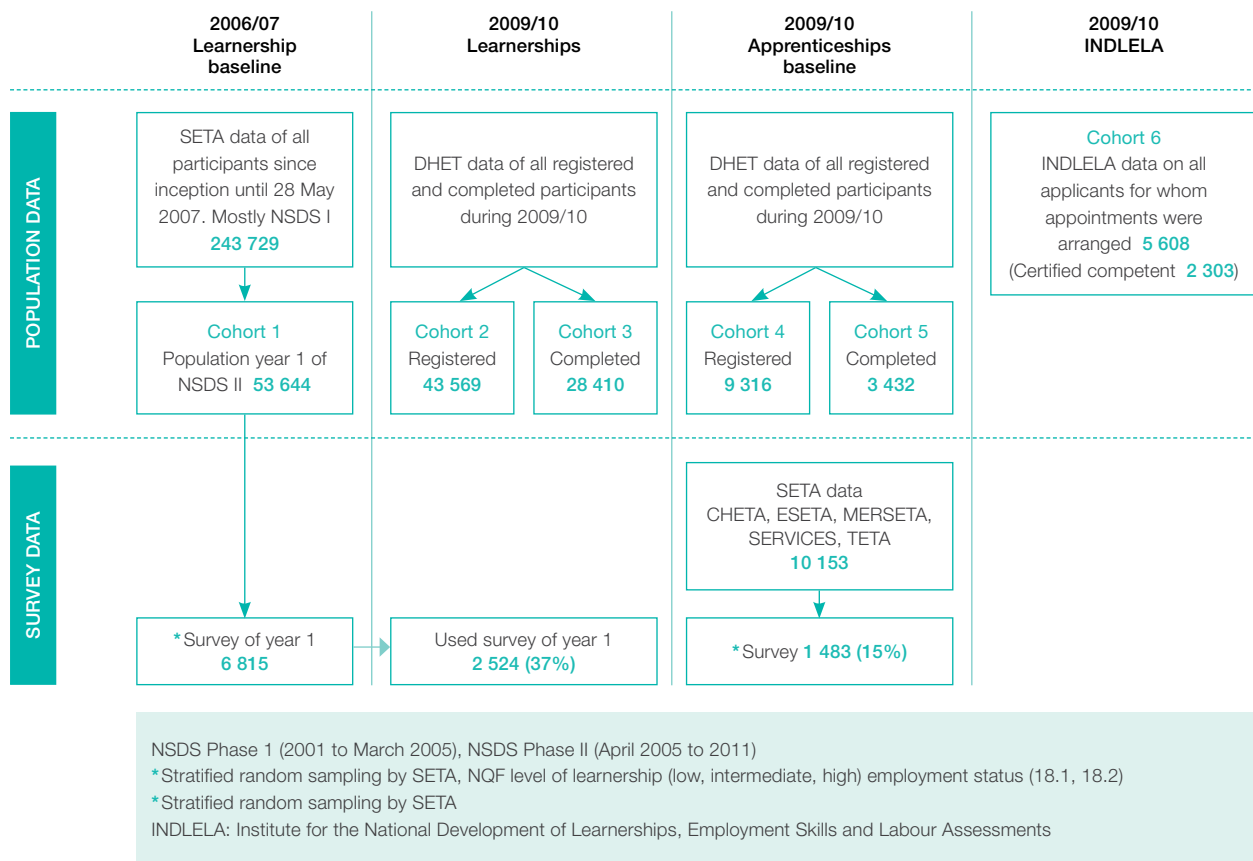 2006/07
Learnership
baseline
2009/10
Learnerships
2009/10
Apprenticeships
baseline
2009/10
INDLELA
POPULATION DATA
SETA data of all
participants since
inception until 28 May
2007. Mostly NSDS I
243 729
DHET data of all registered
and completed participants
during 2009/10
DHET data of all registered
and completed participants
during 2009/10
Cohort 6
INDLELA data on all
applicants for whom
appointments were
arranged 5 608
(Certified competent 2 303)
Cohort 1
Population year 1 of
NSDS II 53 644
Cohort 2
Registered
43 569
Cohort 3
Completed
28 410
Cohort 4
Registered
9 316
Cohort 5
Completed
3 432
SURVEY DATA
SETA data
CHETA, ESETA, MERSETA,
SERVICES, TETA
10 153
*Survey of year 1
6 815
Used survey of year 1
2 524 (37%)
*Survey 1 483 (15%)
NSDS Phase 1 (2001 to March 2005), NSDS Phase II (April 2005 to 2011)
*Stratified random sampling by SETA, NQF level of learnership (low, intermediate, high) employment status (18.1, 18.2)
*Stratified random sampling by SETA
INDLELA: Institute for the National Development of Learnerships, Employment Skills and Labour Assessments